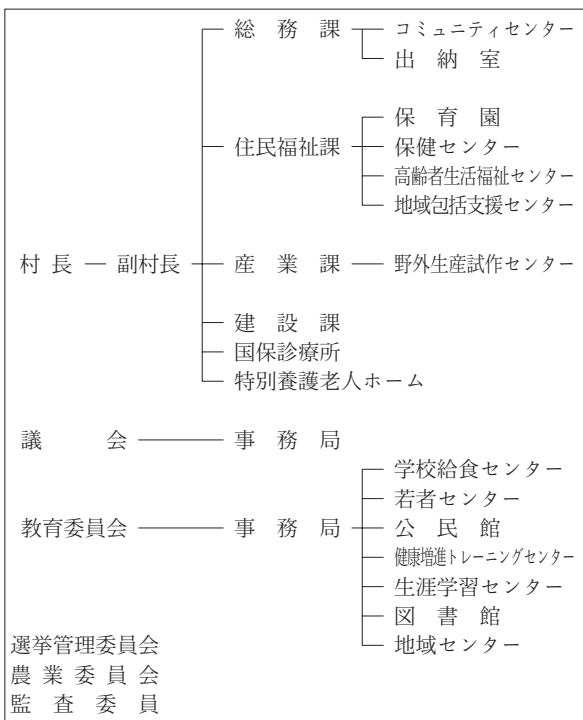 総務課 コミュニティセンター
出納室
保育園
住民福祉課 保健センター
高齢者生活福祉センター
地域包括支援センター
村長 副村長 産業課 野外生産試作センター
建設課
国保診療所
特別養護老人ホーム
議会 事務局
学校給食センター
若者センター
教育委員会 事務局 公民館
健康増進トレーニングセンター
生涯学習センター
図書館
選挙管理委員会 地域センター
農業委員会
監査委員